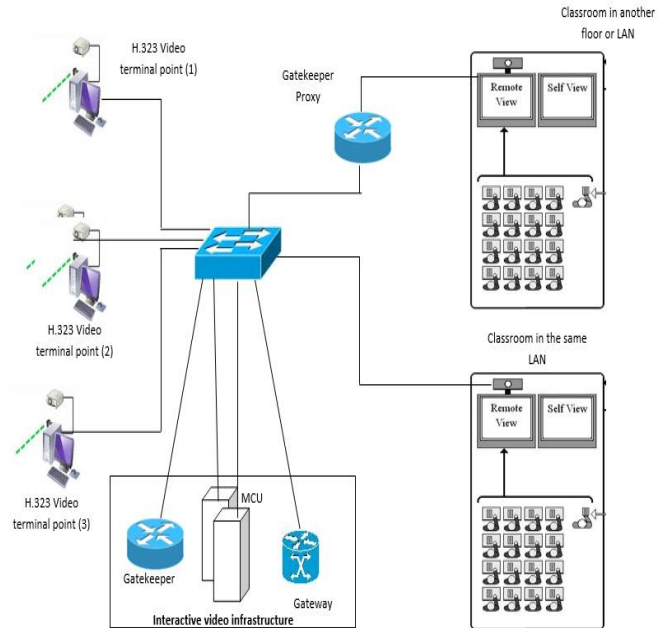 Classroom in another
floor or LAN
H.323 Video
terminal point (1)
Gatekeeper
Proxy
Remote
View
Self View
H.323 Video
terminal point (2)
Classroom in the same
LAN
Remote
View
Self View
H.323 Video
terminal point (3)
MCU
Gatekeeper
Gateway
Interactive video infrastructure